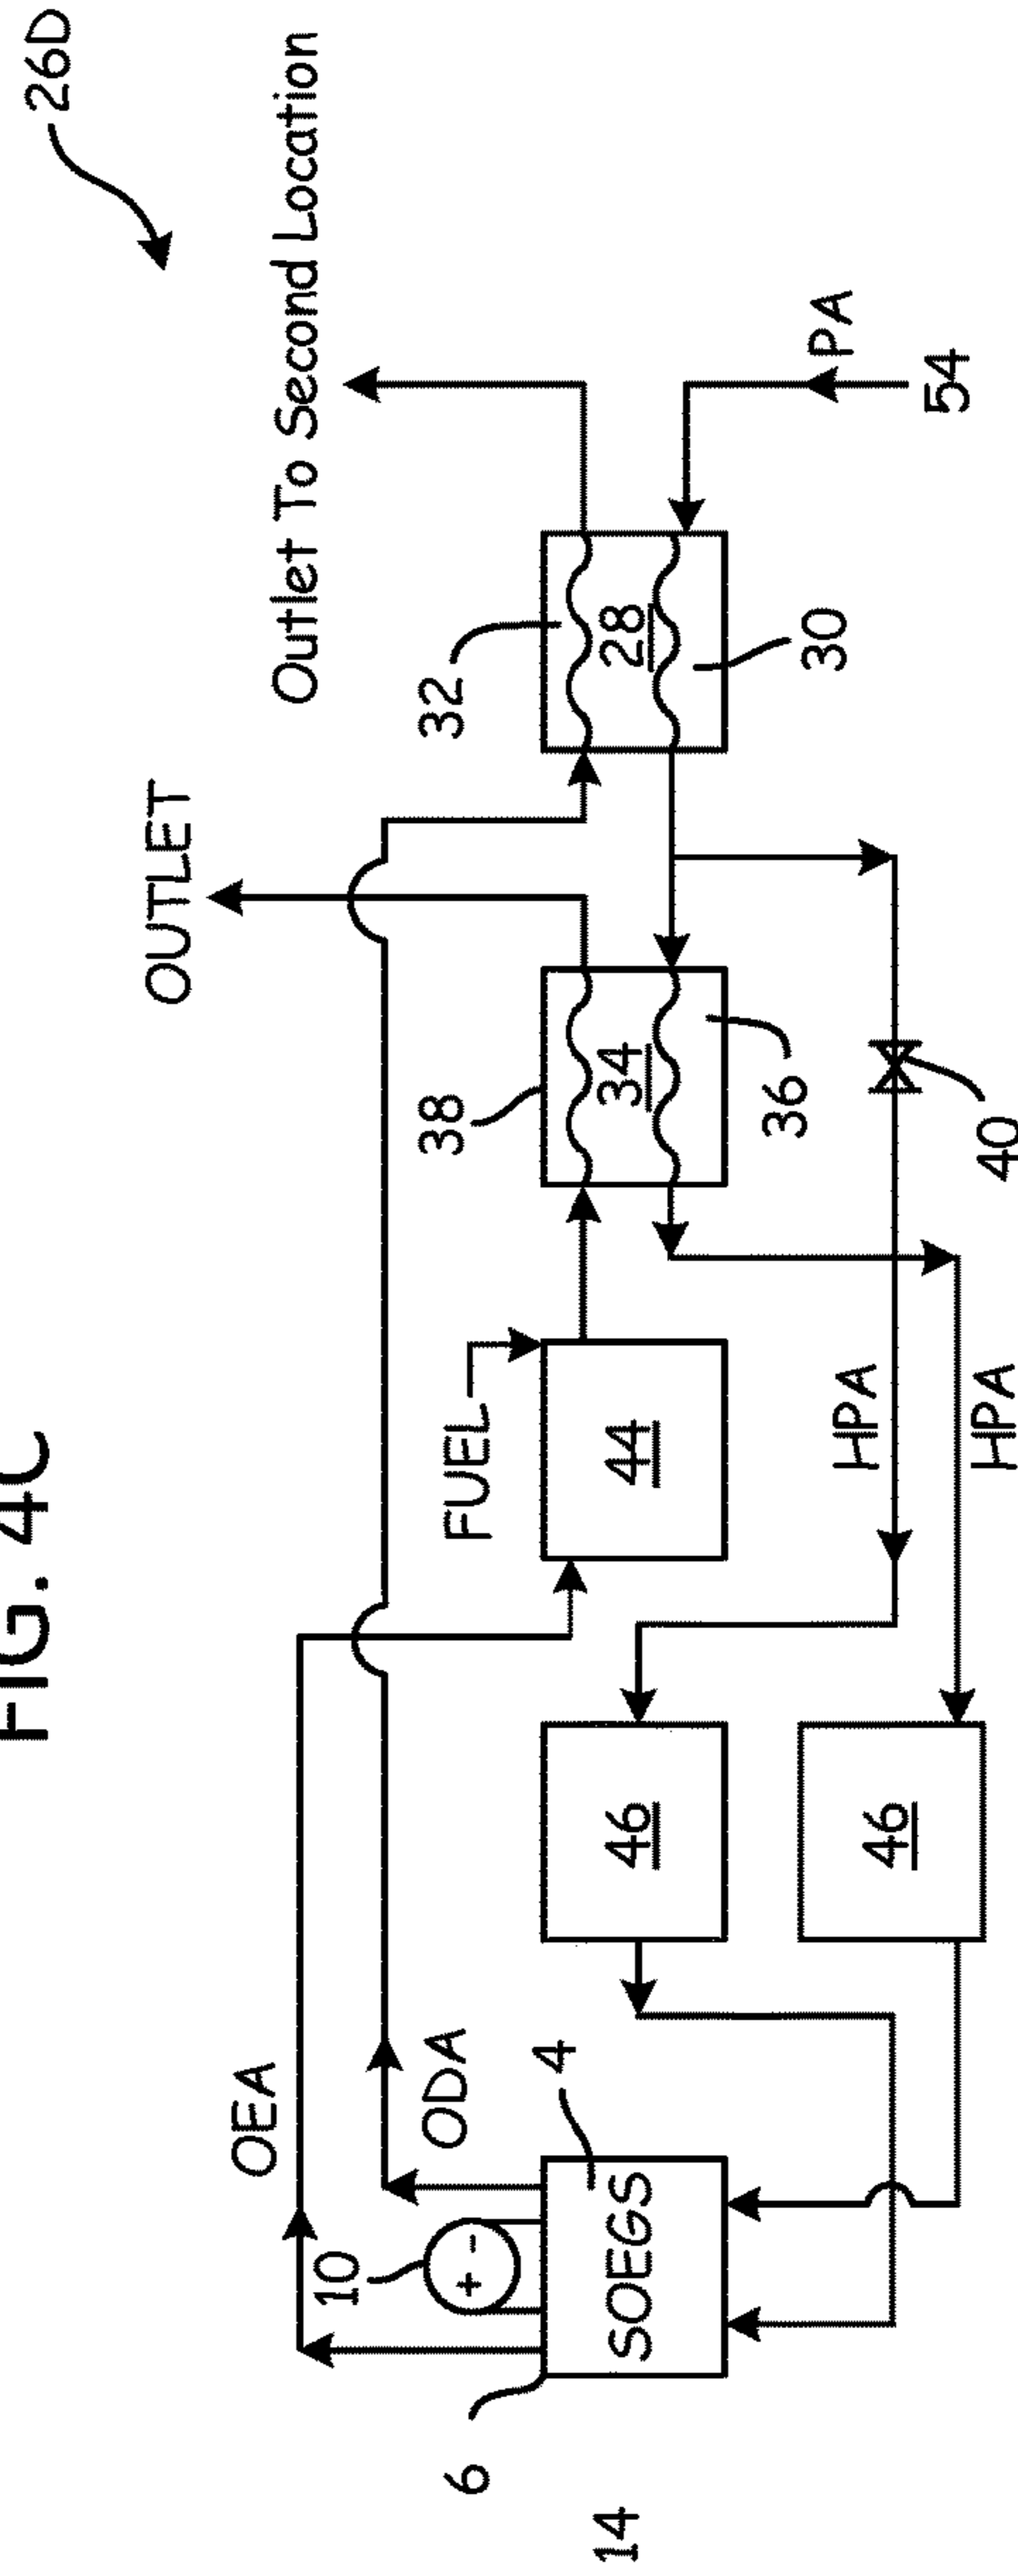 FIG. 4C
26D
OUTLET
Outlet To Second Location
OEA
ODA
FUEL
10
+ -
6
4
14
SOEGS
46
44
38
34
36
32
28
30
PA
54
HPA
40
46
HPA